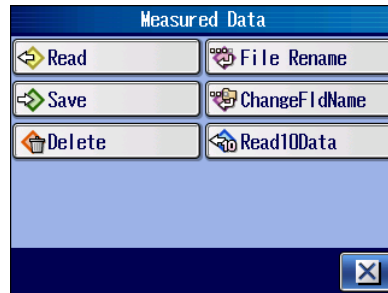 Measured Data
Read
File Rename
Save
ChangeFldName
Delete
Read10Data